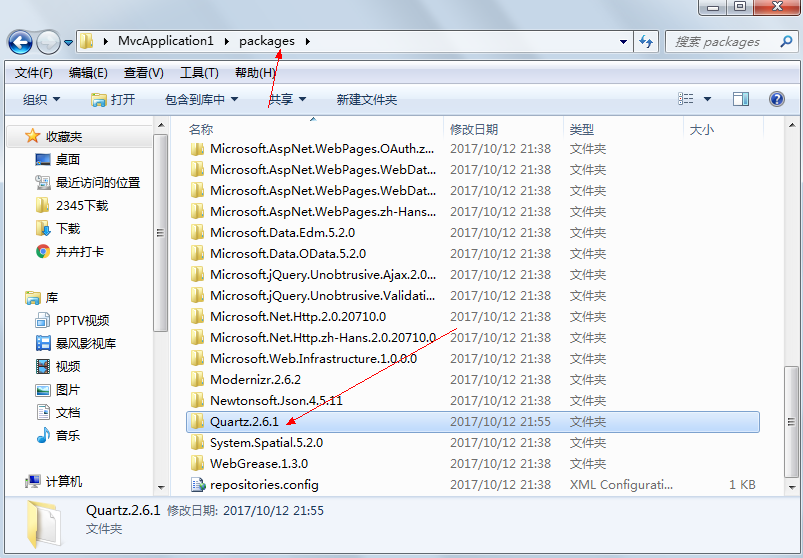 MvcApplication1 packages
搜索 packages
文件(F) 编辑(E) 查看(V) 工具(T) 帮助(H)
组织 打开 包含到库中 共享 新建文件夹
收藏夹
桌面
最近访问的位置
2345下载
下载
卉卉打卡
库
PPTV视频
暴风影视库
视频
图片
文档
音乐
计算机
名称 修改日期 类型 大小
Microsoft.AspNet.WebPages.OAuth.z... 2017/10/12 21:38 文件夹
Microsoft.AspNet.WebPages.WebDat... 2017/10/12 21:38 文件夹
Microsoft.AspNet.WebPages.WebDat... 2017/10/12 21:38 文件夹
Microsoft.AspNet.WebPages.zh-Hans... 2017/10/12 21:38 文件夹
Microsoft.Data.Edm.5.2.0 2017/10/12 21:38 文件夹
Microsoft.Data.OData.5.2.0 2017/10/12 21:38 文件夹
Microsoft.jQuery.Unobtrusive.Ajax.2.0... 2017/10/12 21:38 文件夹
Microsoft.jQuery.Unobtrusive.Validati... 2017/10/12 21:38 文件夹
Microsoft.Net.Http.2.0.20710.0 2017/10/12 21:38 文件夹
Microsoft.Net.Http.zh-Hans.2.0.20710.0 2017/10/12 21:38 文件夹
Microsoft.Web.Infrastructure.1.0.0.0 2017/10/12 21:38 文件夹
Modernizr.2.6.2 2017/10/12 21:38 文件夹
Newtonsoft.Json.4.5.11 2017/10/12 21:38 文件夹
Quartz.2.6.1 2017/10/12 21:55 文件夹
System.Spatial.5.2.0 2017/10/12 21:38 文件夹
WebGrease.1.3.0 2017/10/12 21:38 文件夹
repositories.config 2017/10/12 21:38 XML Configurati... 1 KB
Quartz.2.6.1 修改日期: 2017/10/12 21:55
文件夹